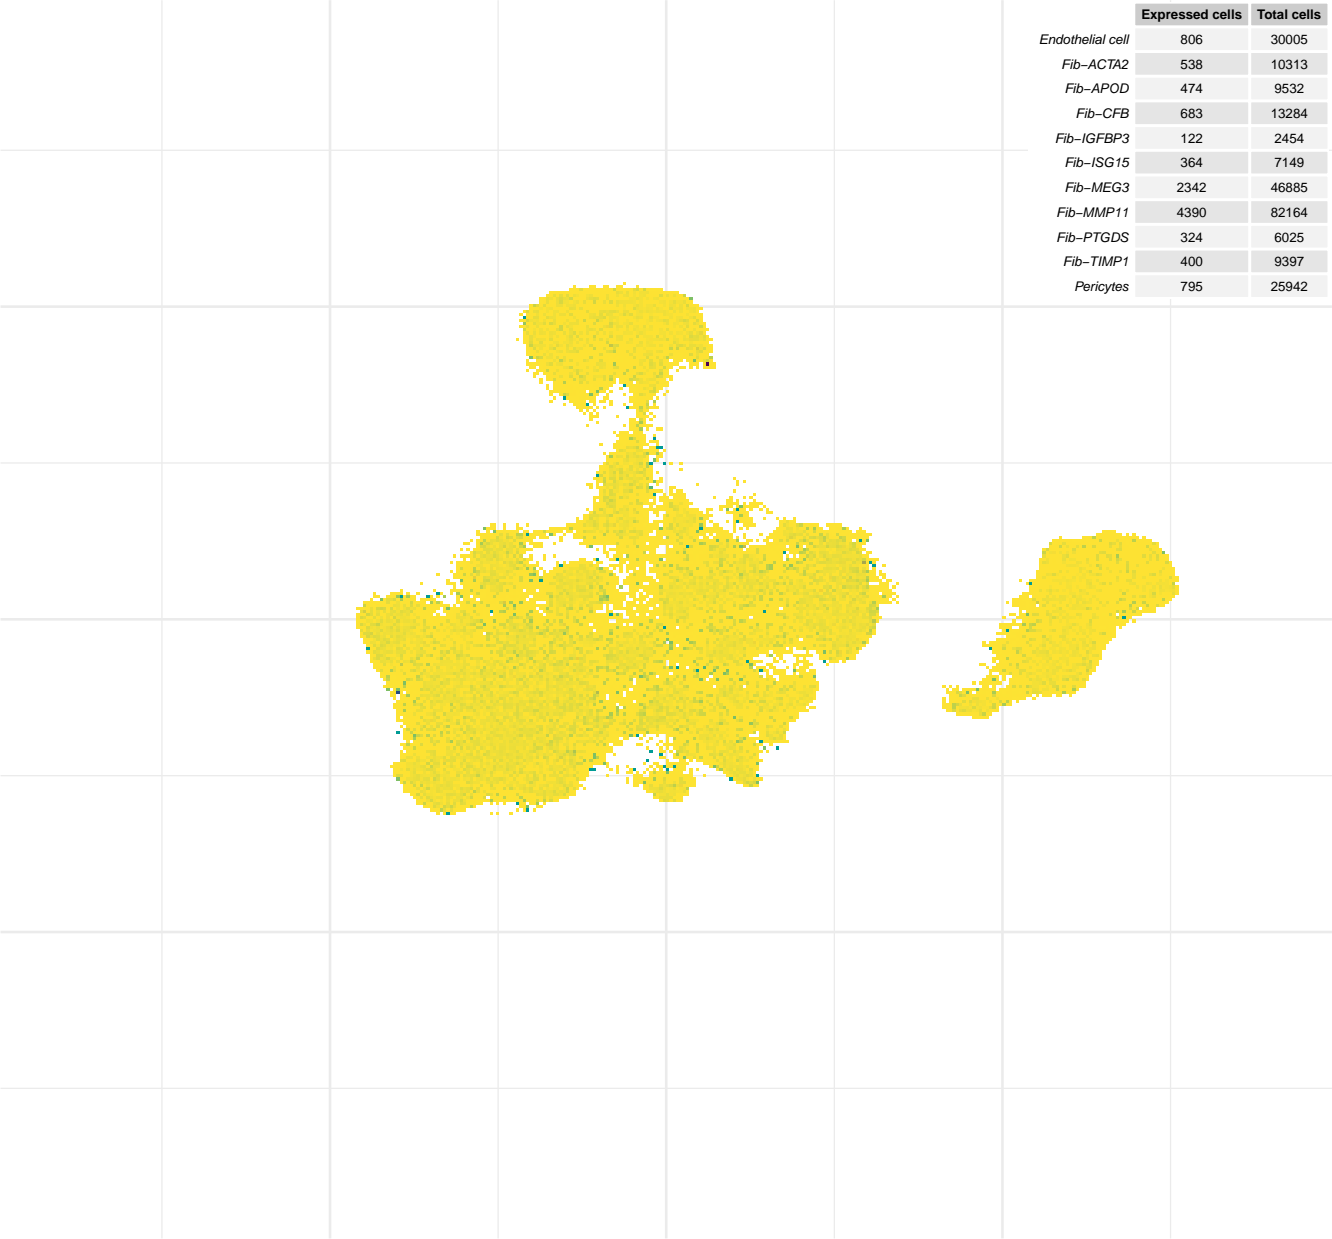 Expressed cells Total cells
Endothelial cell 806 30005
Fib−ACTA2 538 10313
Fib−APOD 474 9532
Fib−CFB 683 13284
Fib−IGFBP3 122 2454
Fib−ISG15 364 7149
Fib−MEG3 2342 46885
Fib−MMP11 4390 82164
Fib−PTGDS 324 6025
Fib−TIMP1 400 9397
Pericytes 795 25942